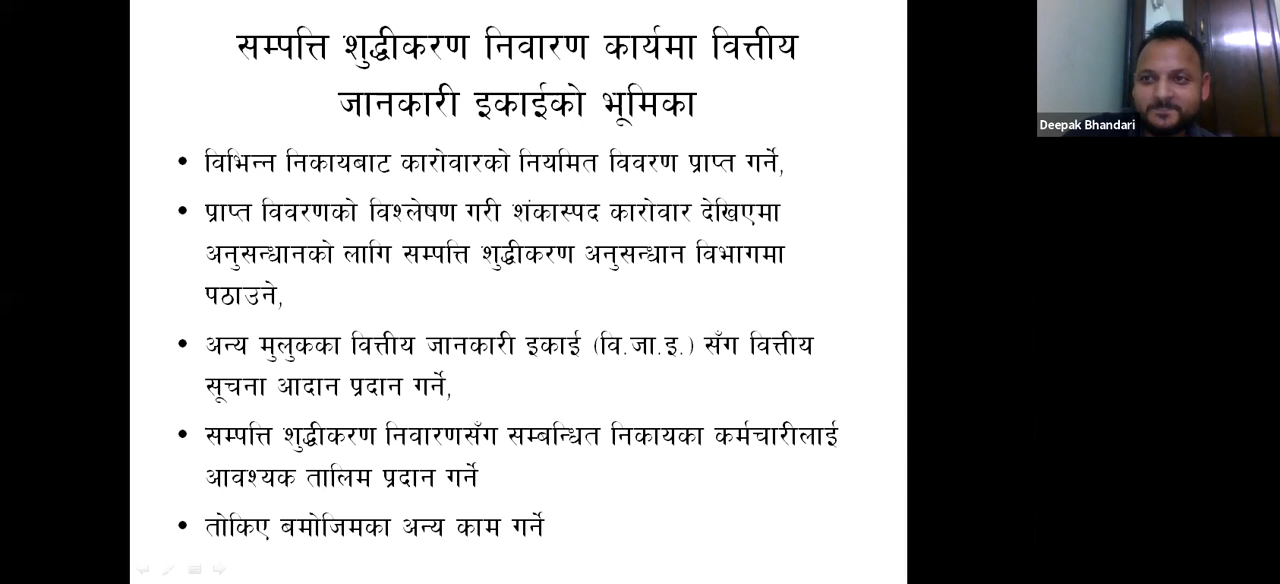 सम्पत्ति शुद्धीकरण निवारण कार्यमा वित्तीय
जानकारी इकाईको भूमिका
• विभिन्न निकायबाट कारोवारको नियमित विवरण प्राप्त गर्ने,
• प्राप्त विवरणको विश्लेषण गरी शंकास्पद कारोवार देखिएमा
अनुसन्धानको लागि सम्पत्ति शुद्धीकरण अनुसन्धान विभागमा
पठाउने,
• अन्य मुलुकका वित्तीय जानकारी इकाई (वि.जा.इ.) सँग वित्तीय
सूचना आदान प्रदान गर्ने,
• सम्पत्ति शुद्धीकरण निवारणसँग सम्बन्धित निकायका कर्मचारीलाई
आवश्यक तालिम प्रदान गर्ने
• तोकिए बमोजिमका अन्य काम गर्ने
Deepak Bhandari